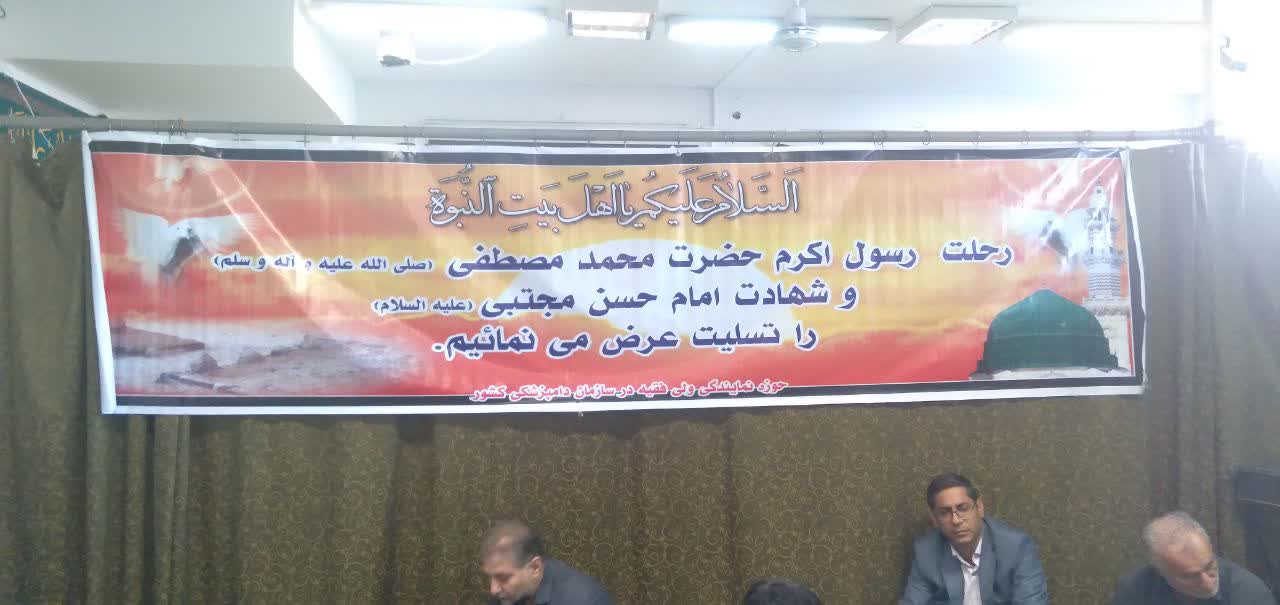 اَلسَّلامُ عَلَیکُم یا اَهلَ بَیتِ اَلنُّبُوَّة
رحلت رسول اکرم حضرت محمد مصطفی (صلی الله علیه و آله و سلم)
و شهادت امام حسن مجتبی (علیه السلام)
را تسلیت عرض می نمائیم.
حوزه نمایندگی ولی فقیه در سازمان دامپزشکی کشور